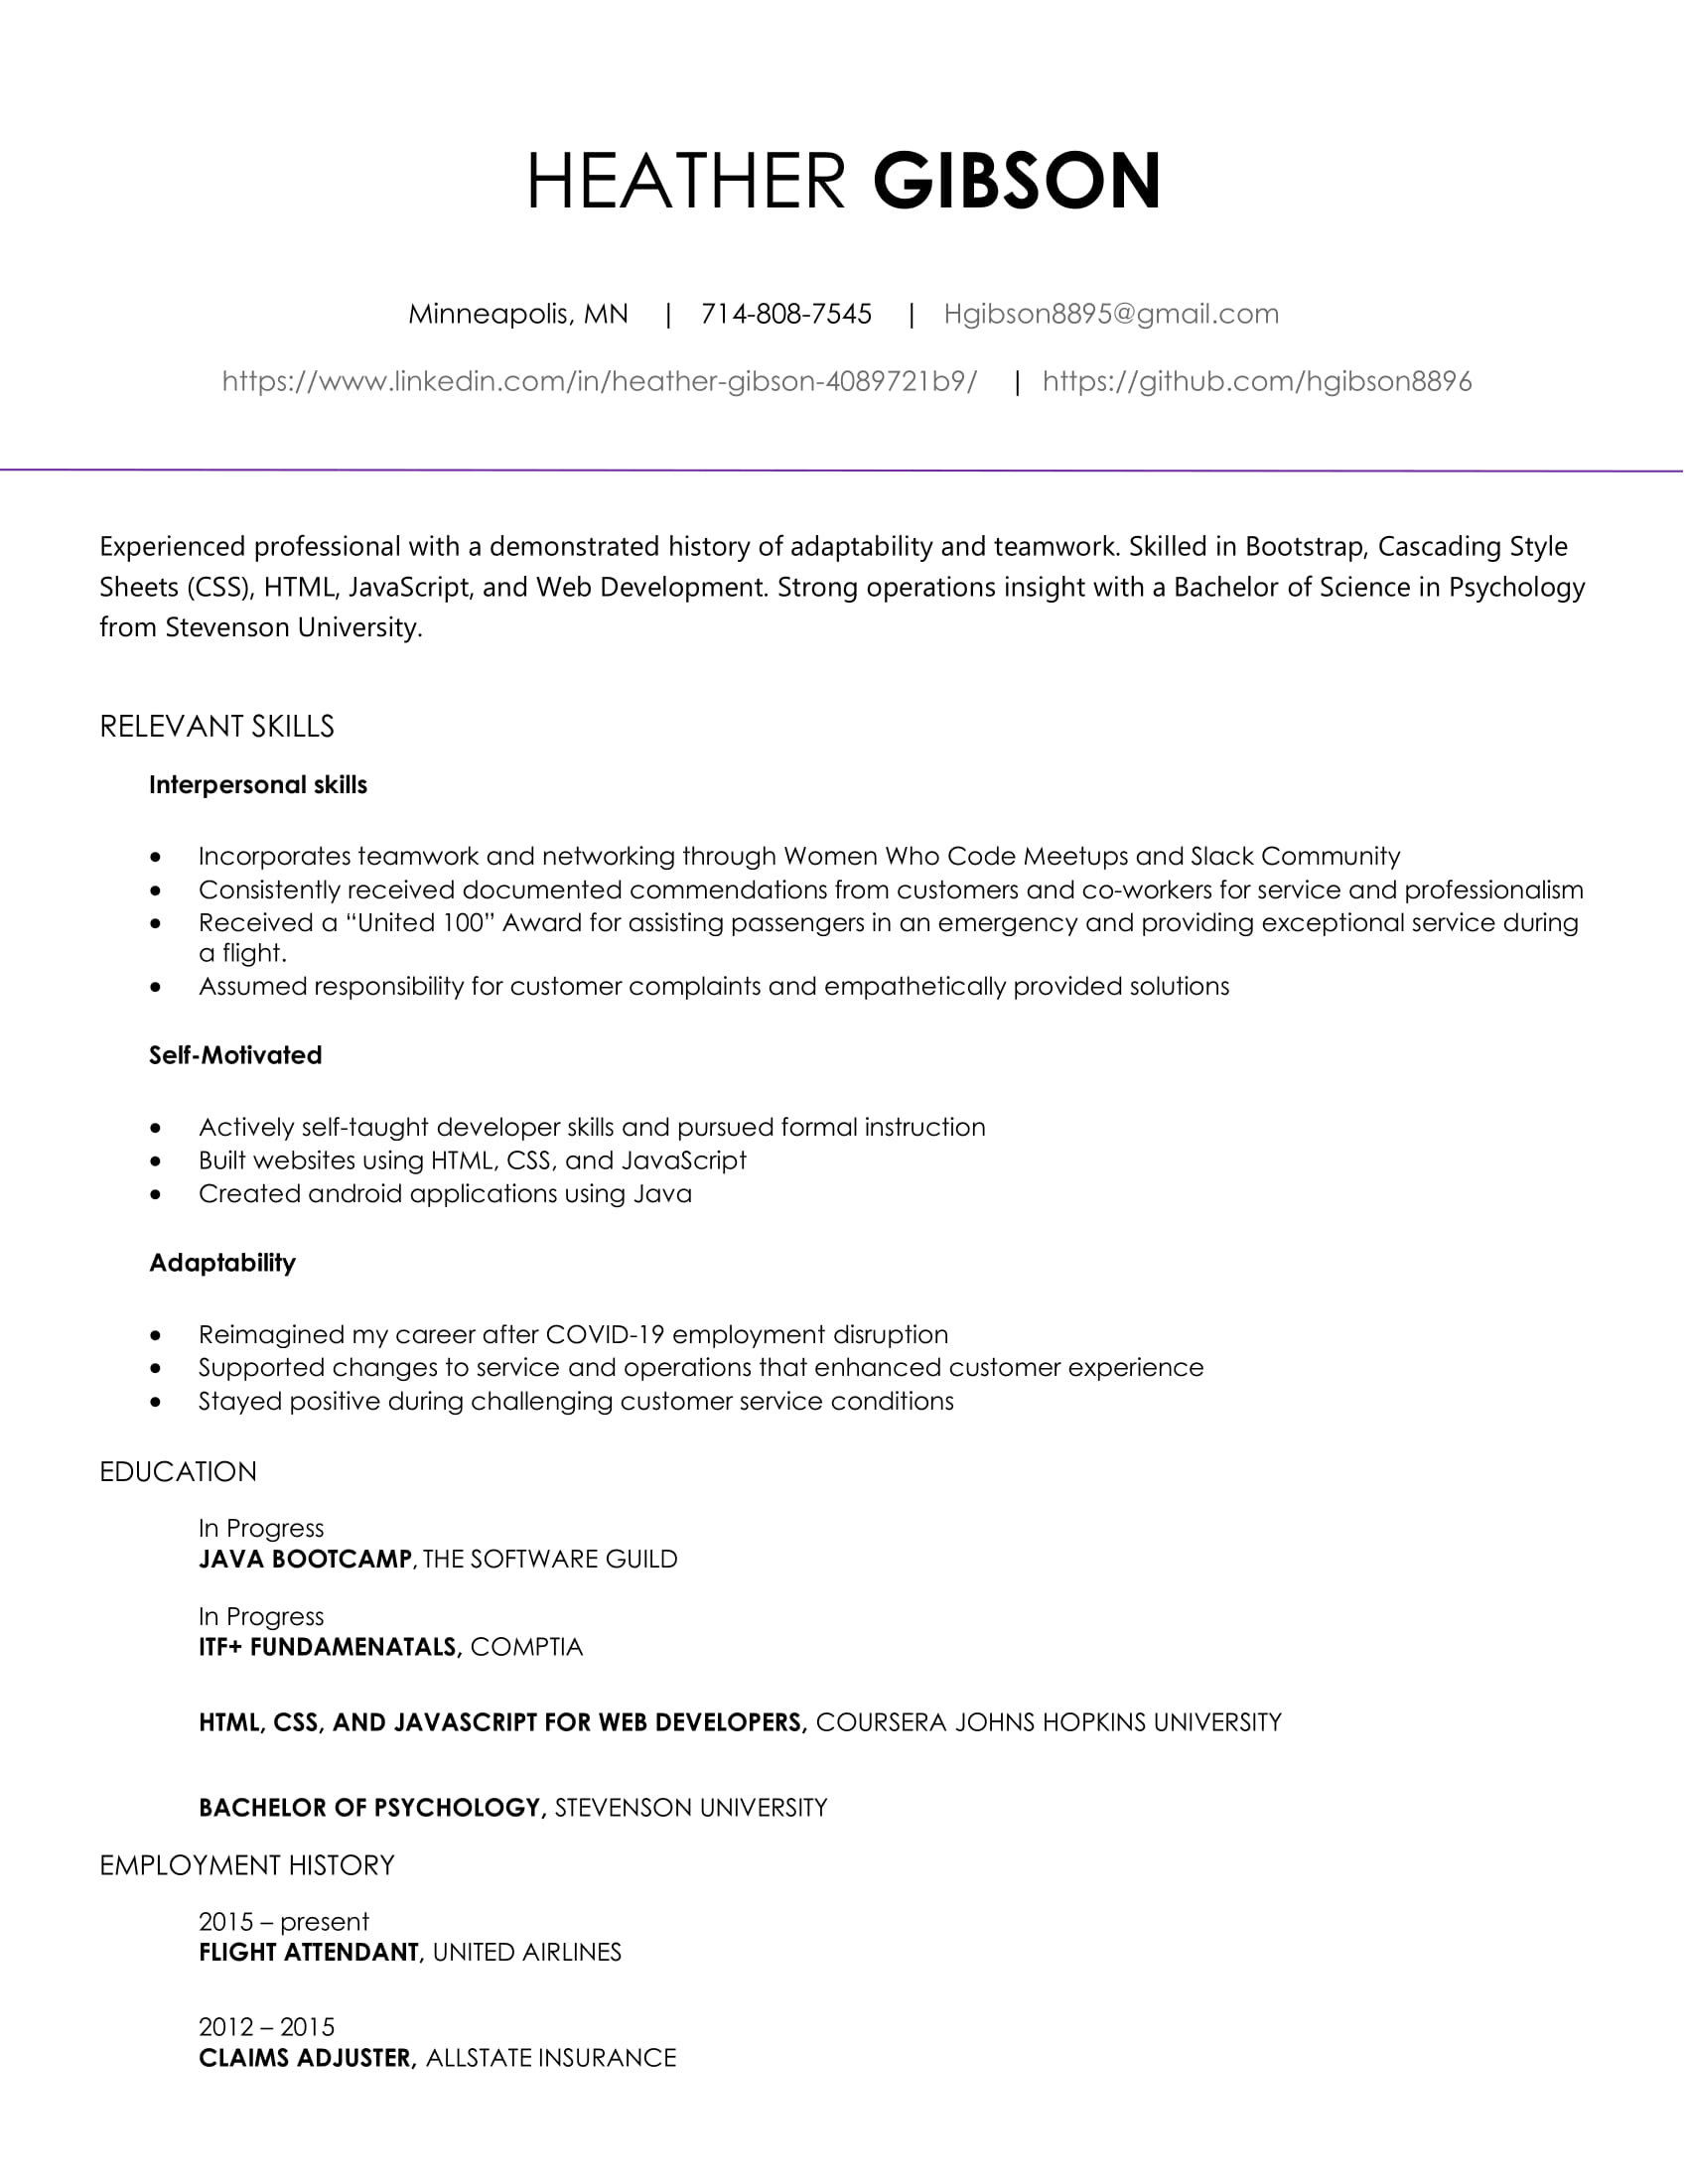 HEATHER GIBSON
Minneapolis, MN | 714-808-7545 | Hgibson8895@gmail.com
https://www.linkedin.com/in/heather-gibson-4089721b9/ | https://github.com/hgibson8896
Experienced professional with a demonstrated history of adaptability and teamwork. Skilled in Bootstrap, Cascading Style
Sheets (CSS), HTML, JavaScript, and Web Development. Strong operations insight with a Bachelor of Science in Psychology
from Stevenson University.
RELEVANT SKILLS
Interpersonal skills
• Incorporates teamwork and networking through Women Who Code Meetups and Slack Community
• Consistently received documented commendations from customers and co-workers for service and professionalism
• Received a “United 100” Award for assisting passengers in an emergency and providing exceptional service during
a flight.
• Assumed responsibility for customer complaints and empathetically provided solutions
Self-Motivated
• Actively self-taught developer skills and pursued formal instruction
• Built websites using HTML, CSS, and JavaScript
• Created android applications using Java
Adaptability
• Reimagined my career after COVID-19 employment disruption
• Supported changes to service and operations that enhanced customer experience
• Stayed positive during challenging customer service conditions
EDUCATION
In Progress
JAVA BOOTCAMP, THE SOFTWARE GUILD
In Progress
ITF+ FUNDAMENATALS, COMPTIA
HTML, CSS, AND JAVASCRIPT FOR WEB DEVELOPERS, COURSERA JOHNS HOPKINS UNIVERSITY
BACHELOR OF PSYCHOLOGY, STEVENSON UNIVERSITY
EMPLOYMENT HISTORY
2015 – present
FLIGHT ATTENDANT, UNITED AIRLINES
2012 – 2015
CLAIMS ADJUSTER, ALLSTATE INSURANCE